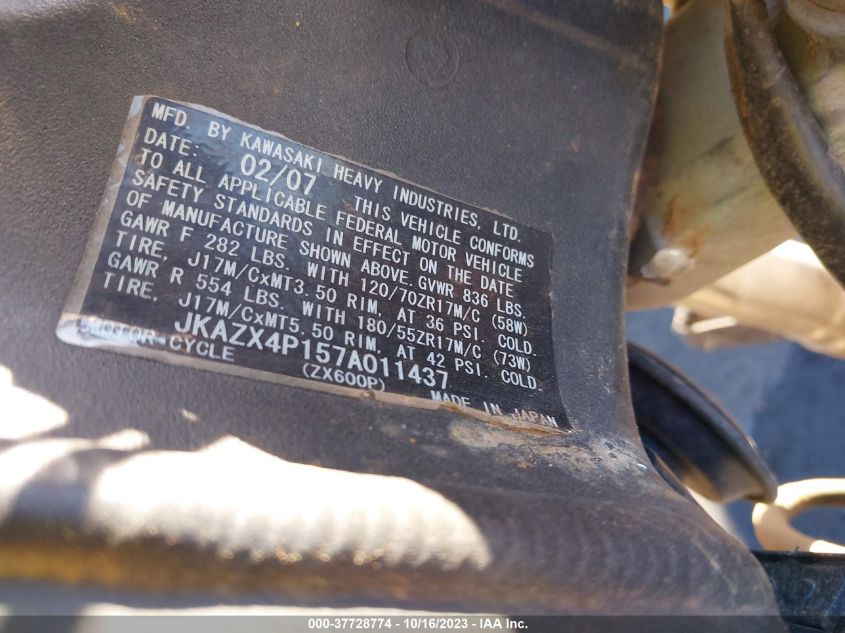 MFD. BY KAWASAKI HEAVY INDUSTRIES, LTD.
DATE: 02/07 THIS VEHICLE CONFORMS
TO ALL APPLICABLE FEDERAL MOTOR VEHICLE
SAFETY STANDARDS IN EFFECT ON THE DATE
OF MANUFACTURE SHOWN ABOVE. GVWR 836 LBS.
GAWR F 282 LBS. WITH 120/70ZR17M/C (58W)
TIRE, J17M/CxMT3.50 RIM, AT 36 PSI. COLD.
GAWR R 554 LBS. WITH 180/55ZR17M/C (73W)
TIRE, J17M/CxMT5.50 RIM, AT 42 PSI. COLD.
JKAZX4P157A011437
MOTOR-CYCLE (ZX600P)
MADE IN JAPAN
000-37728774 - 10/16/2023 - IAA Inc.